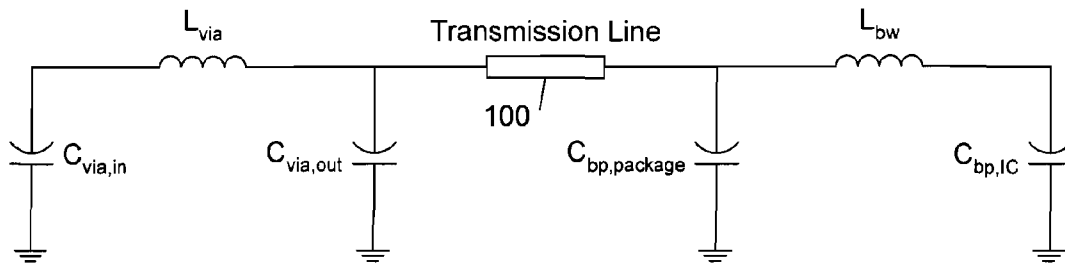 L_via
Transmission Line
L_bw
100
C_via,in
C_via,out
C_bp,package
C_bp,IC